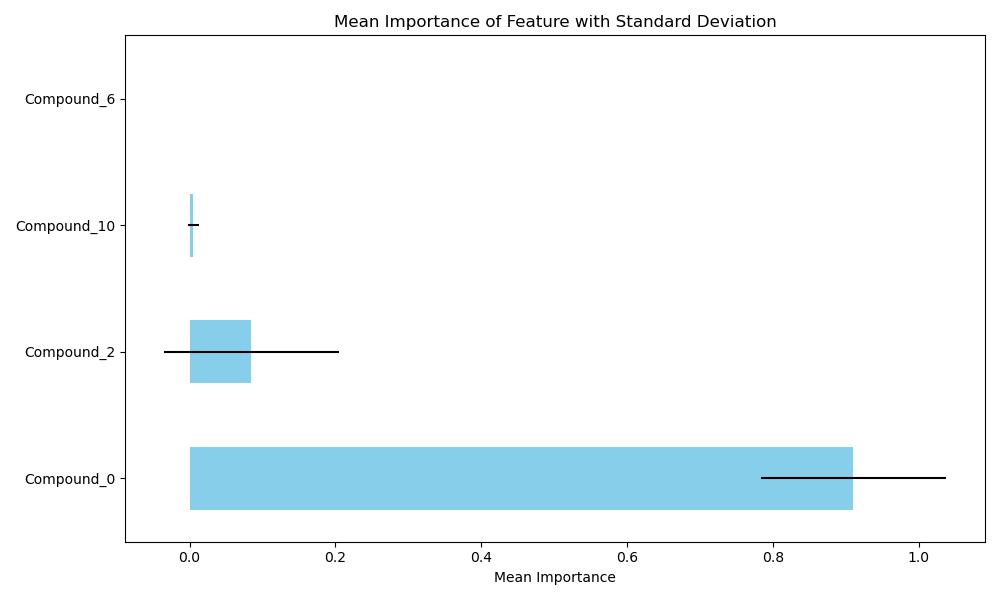 Mean Importance of Feature with Standard Deviation
Compound_6
Compound_10
Compound_2
Compound_0
0.0 0.2 0.4 0.6 0.8 1.0
Mean Importance